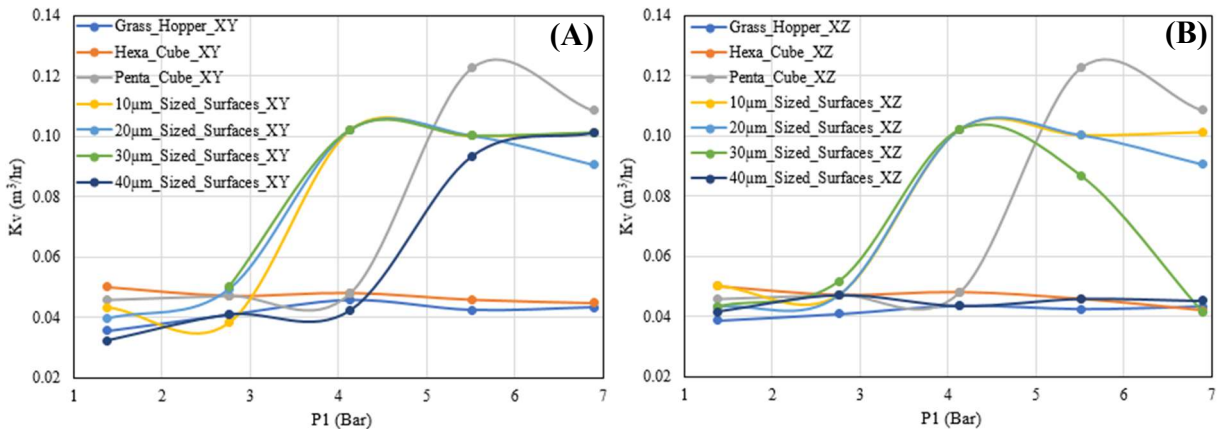 0.14
0.12
0.10
0.08
0.06
0.04
0.02
Kv (m³/hr)
Grass_Hopper_XY
Hexa_Cube_XY
Penta_Cube_XY
10µm_Sized_Surfaces_XY
20µm_Sized_Surfaces_XY
30µm_Sized_Surfaces_XY
40µm_Sized_Surfaces_XY
(A)
1 2 3 4 5 6 7
P1 (Bar)
0.14
0.12
0.10
0.08
0.06
0.04
0.02
Kv (m³/hr)
Grass_Hopper_XZ
Hexa_Cube_XZ
Penta_Cube_XZ
10µm_Sized_Surfaces_XZ
20µm_Sized_Surfaces_XZ
30µm_Sized_Surfaces_XZ
40µm_Sized_Surfaces_XZ
(B)
1 2 3 4 5 6 7
P1 (Bar)